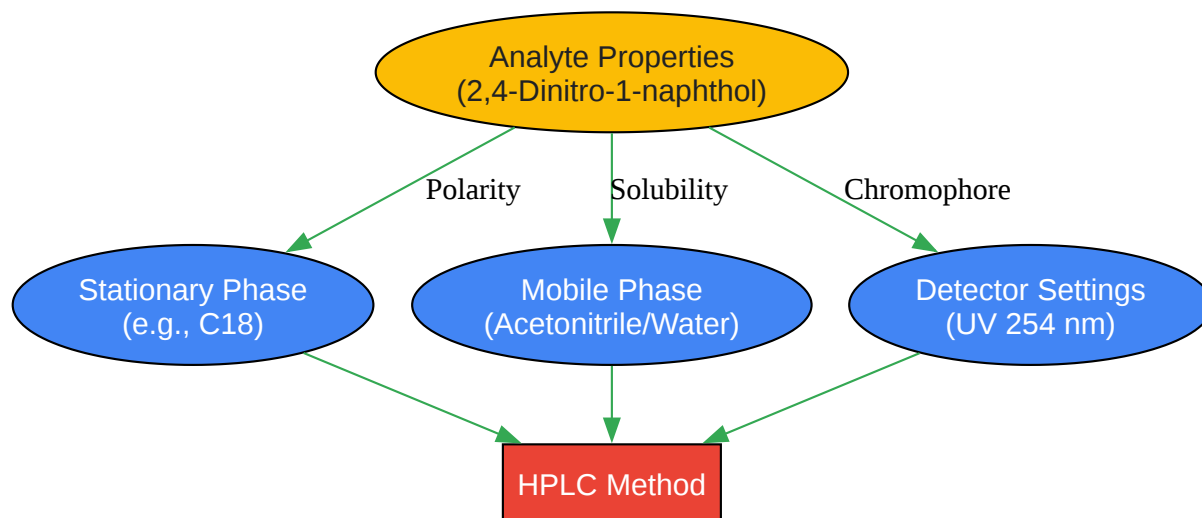 Analyte Properties
(2,4-Dinitro-1-naphthol)
Polarity
Solubility
Chromophore
Stationary Phase
(e.g., C18)
Mobile Phase
(Acetonitrile/Water)
Detector Settings
(UV 254 nm)
HPLC Method